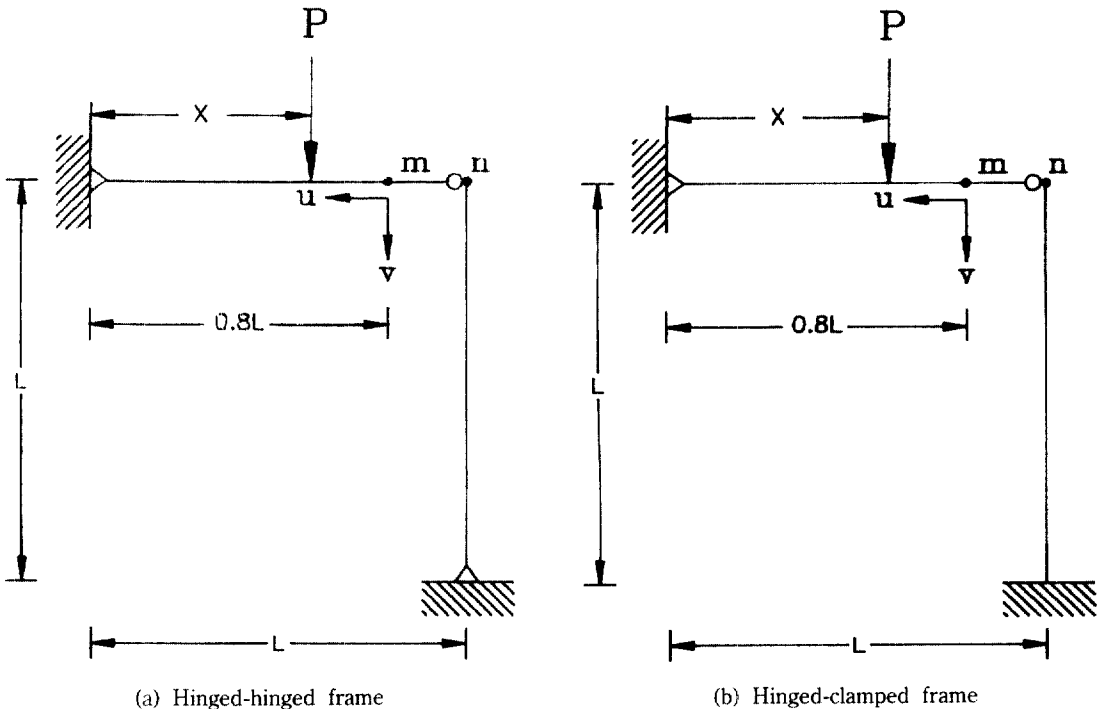 P
X
m
n
u
v
0.8L
L
L
(a) Hinged-hinged frame
P
X
m
n
u
v
0.8L
L
L
(b) Hinged-clamped frame